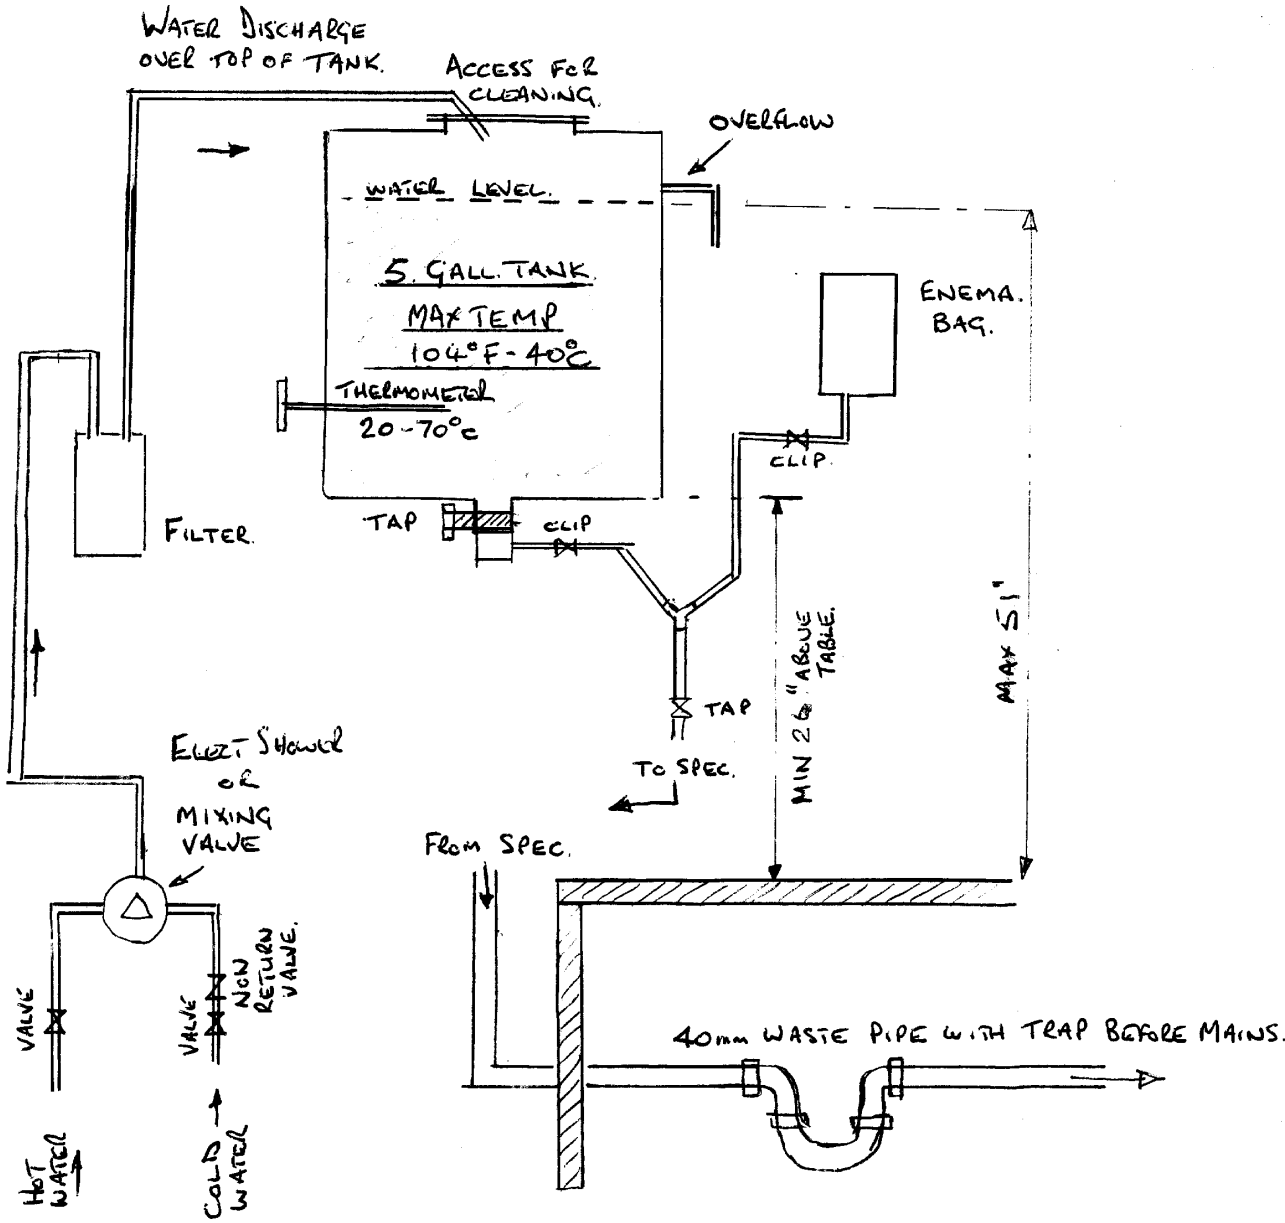 WATER DISCHARGE
OVER TOP OF TANK.
ACCESS FOR
CLEANING.
OVERFLOW
WATER LEVEL.
5. GALL. TANK
MAX TEMP
104°F - 40°C
THERMOMETER
20-70°C
ENEMA.
BAG.
CLIP.
FILTER.
TAP
CLIP
TAP
TO SPEC.
MIN 26" ABOVE
TABLE.
MAX 51"
ELECT SHOWER
OR
MIXING
VALVE
FROM SPEC.
VALVE
VALVE
NON
RETURN
VALVE.
HOT
WATER
COLD
WATER
40mm WASTE PIPE WITH TRAP BEFORE MAINS.